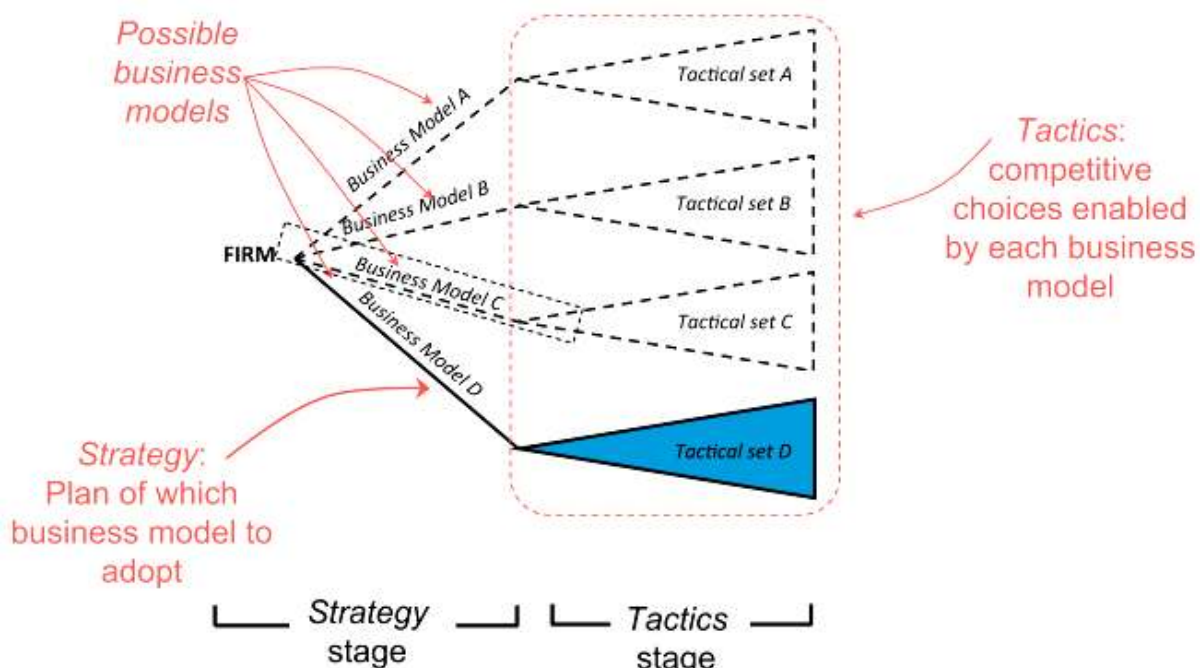 Possible
business
models
Business Model A
Tactical set A
Tactics:
competitive
choices enabled
by each business
model
Business Model B
Tactical set B
FIRM
Business Model C
Tactical set C
Business Model D
Tactical set D
Strategy:
Plan of which
business model to
adopt
Strategy
stage
Tactics
stage